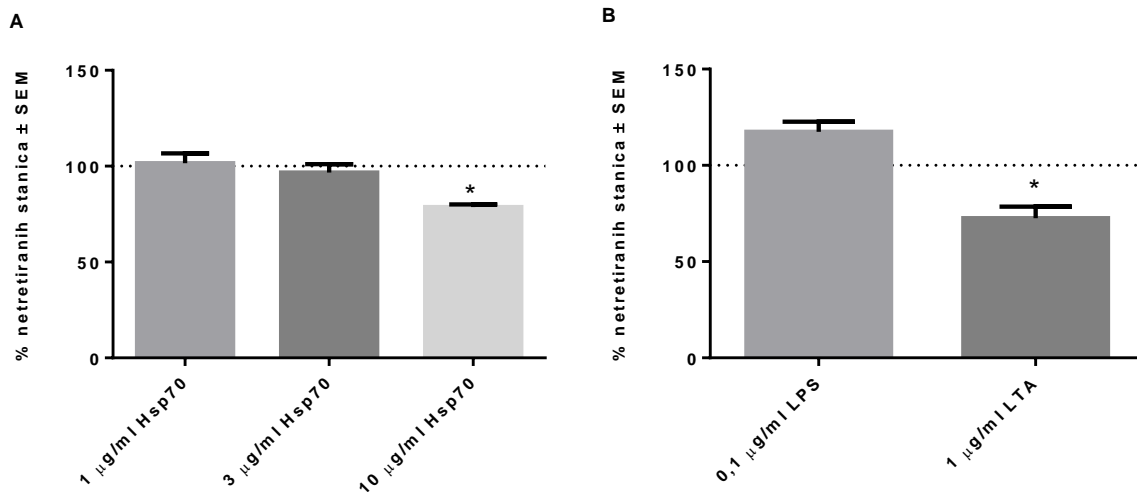 A
% netretiranih stanica ± SEM
150
100
50
0
*
1 μg/ml Hsp70
3 μg/ml Hsp70
10 μg/ml Hsp70
B
% netretiranih stanica ± SEM
150
100
50
0
*
0,1 μg/ml LPS
1 μg/ml LTA